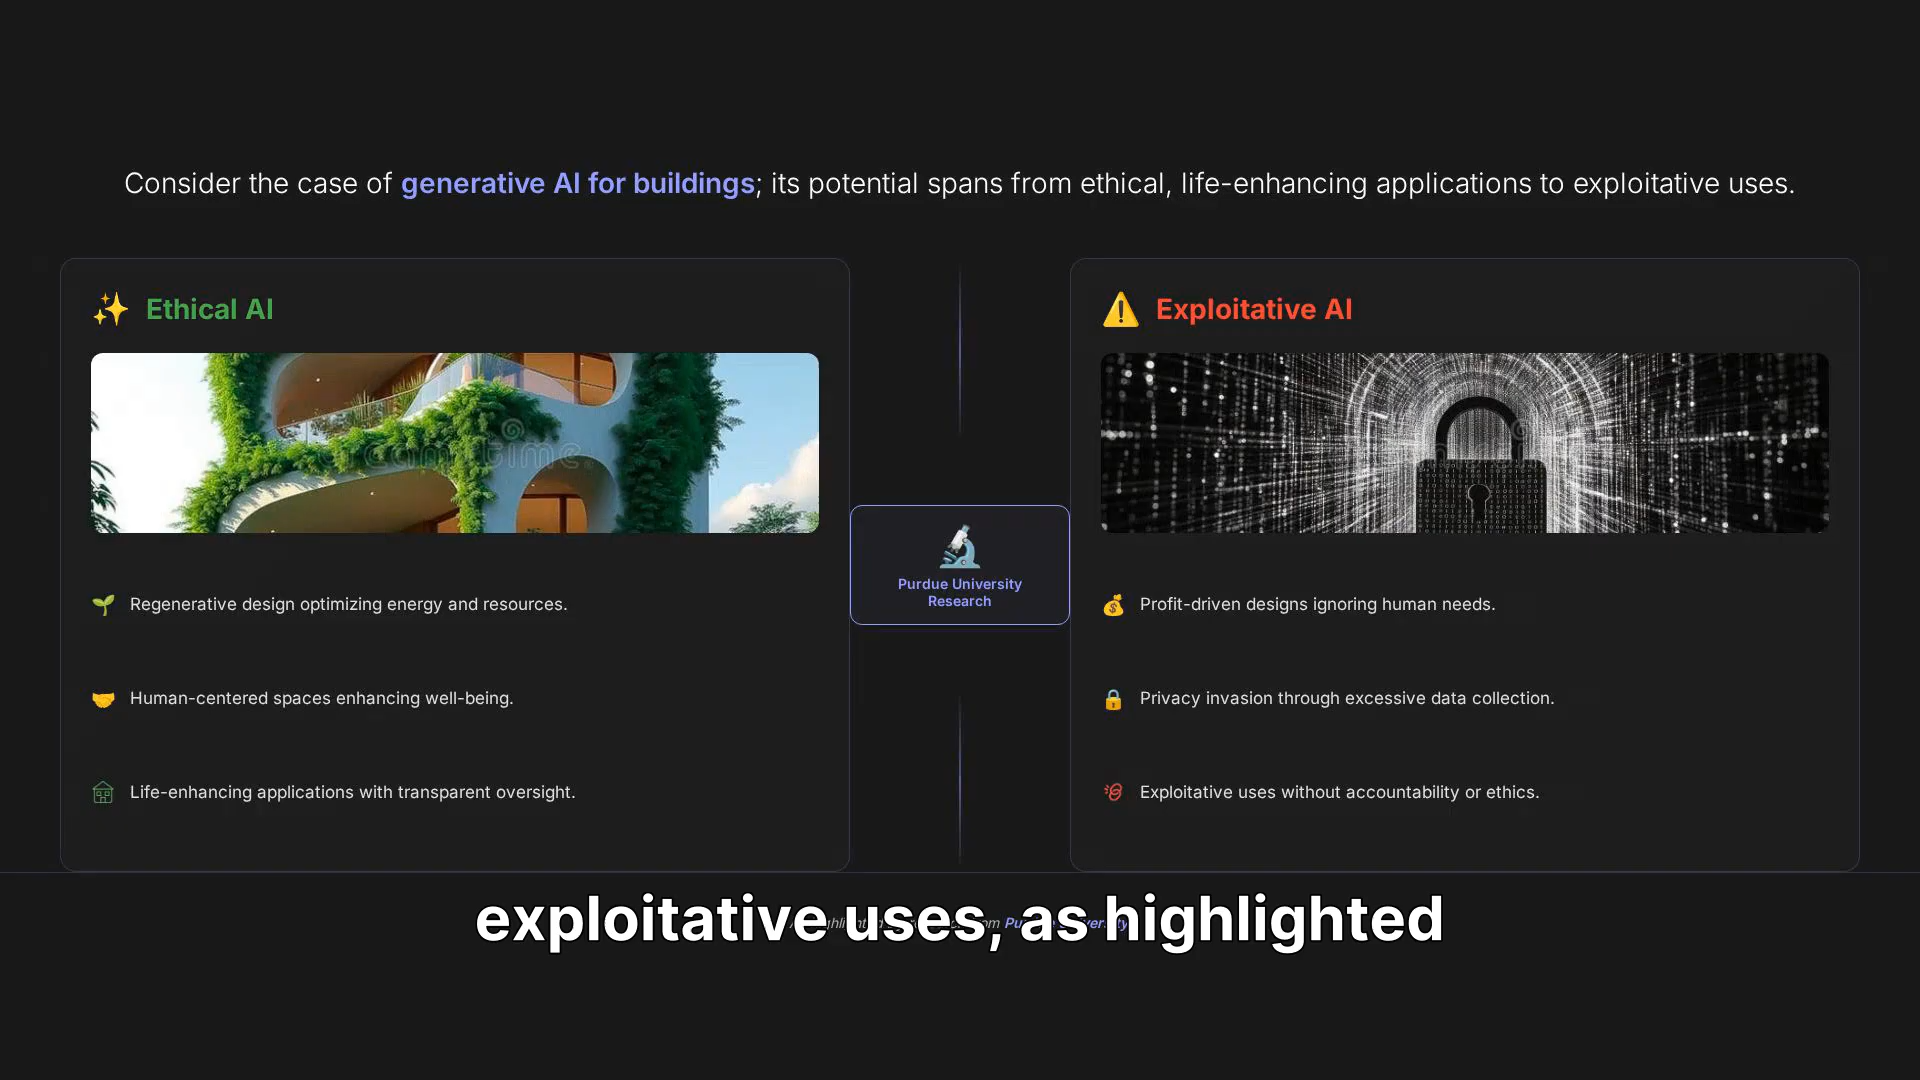 Consider the case of generative AI for buildings; its potential spans from ethical, life-enhancing applications to exploitative uses.
Ethical AI
Regenerative design optimizing energy and resources.
Human-centered spaces enhancing well-being.
Life-enhancing applications with transparent oversight.
Purdue University
Research
Exploitative AI
Profit-driven designs ignoring human needs.
Privacy invasion through excessive data collection.
Exploitative uses without accountability or ethics.
exploitative uses, as highlighted